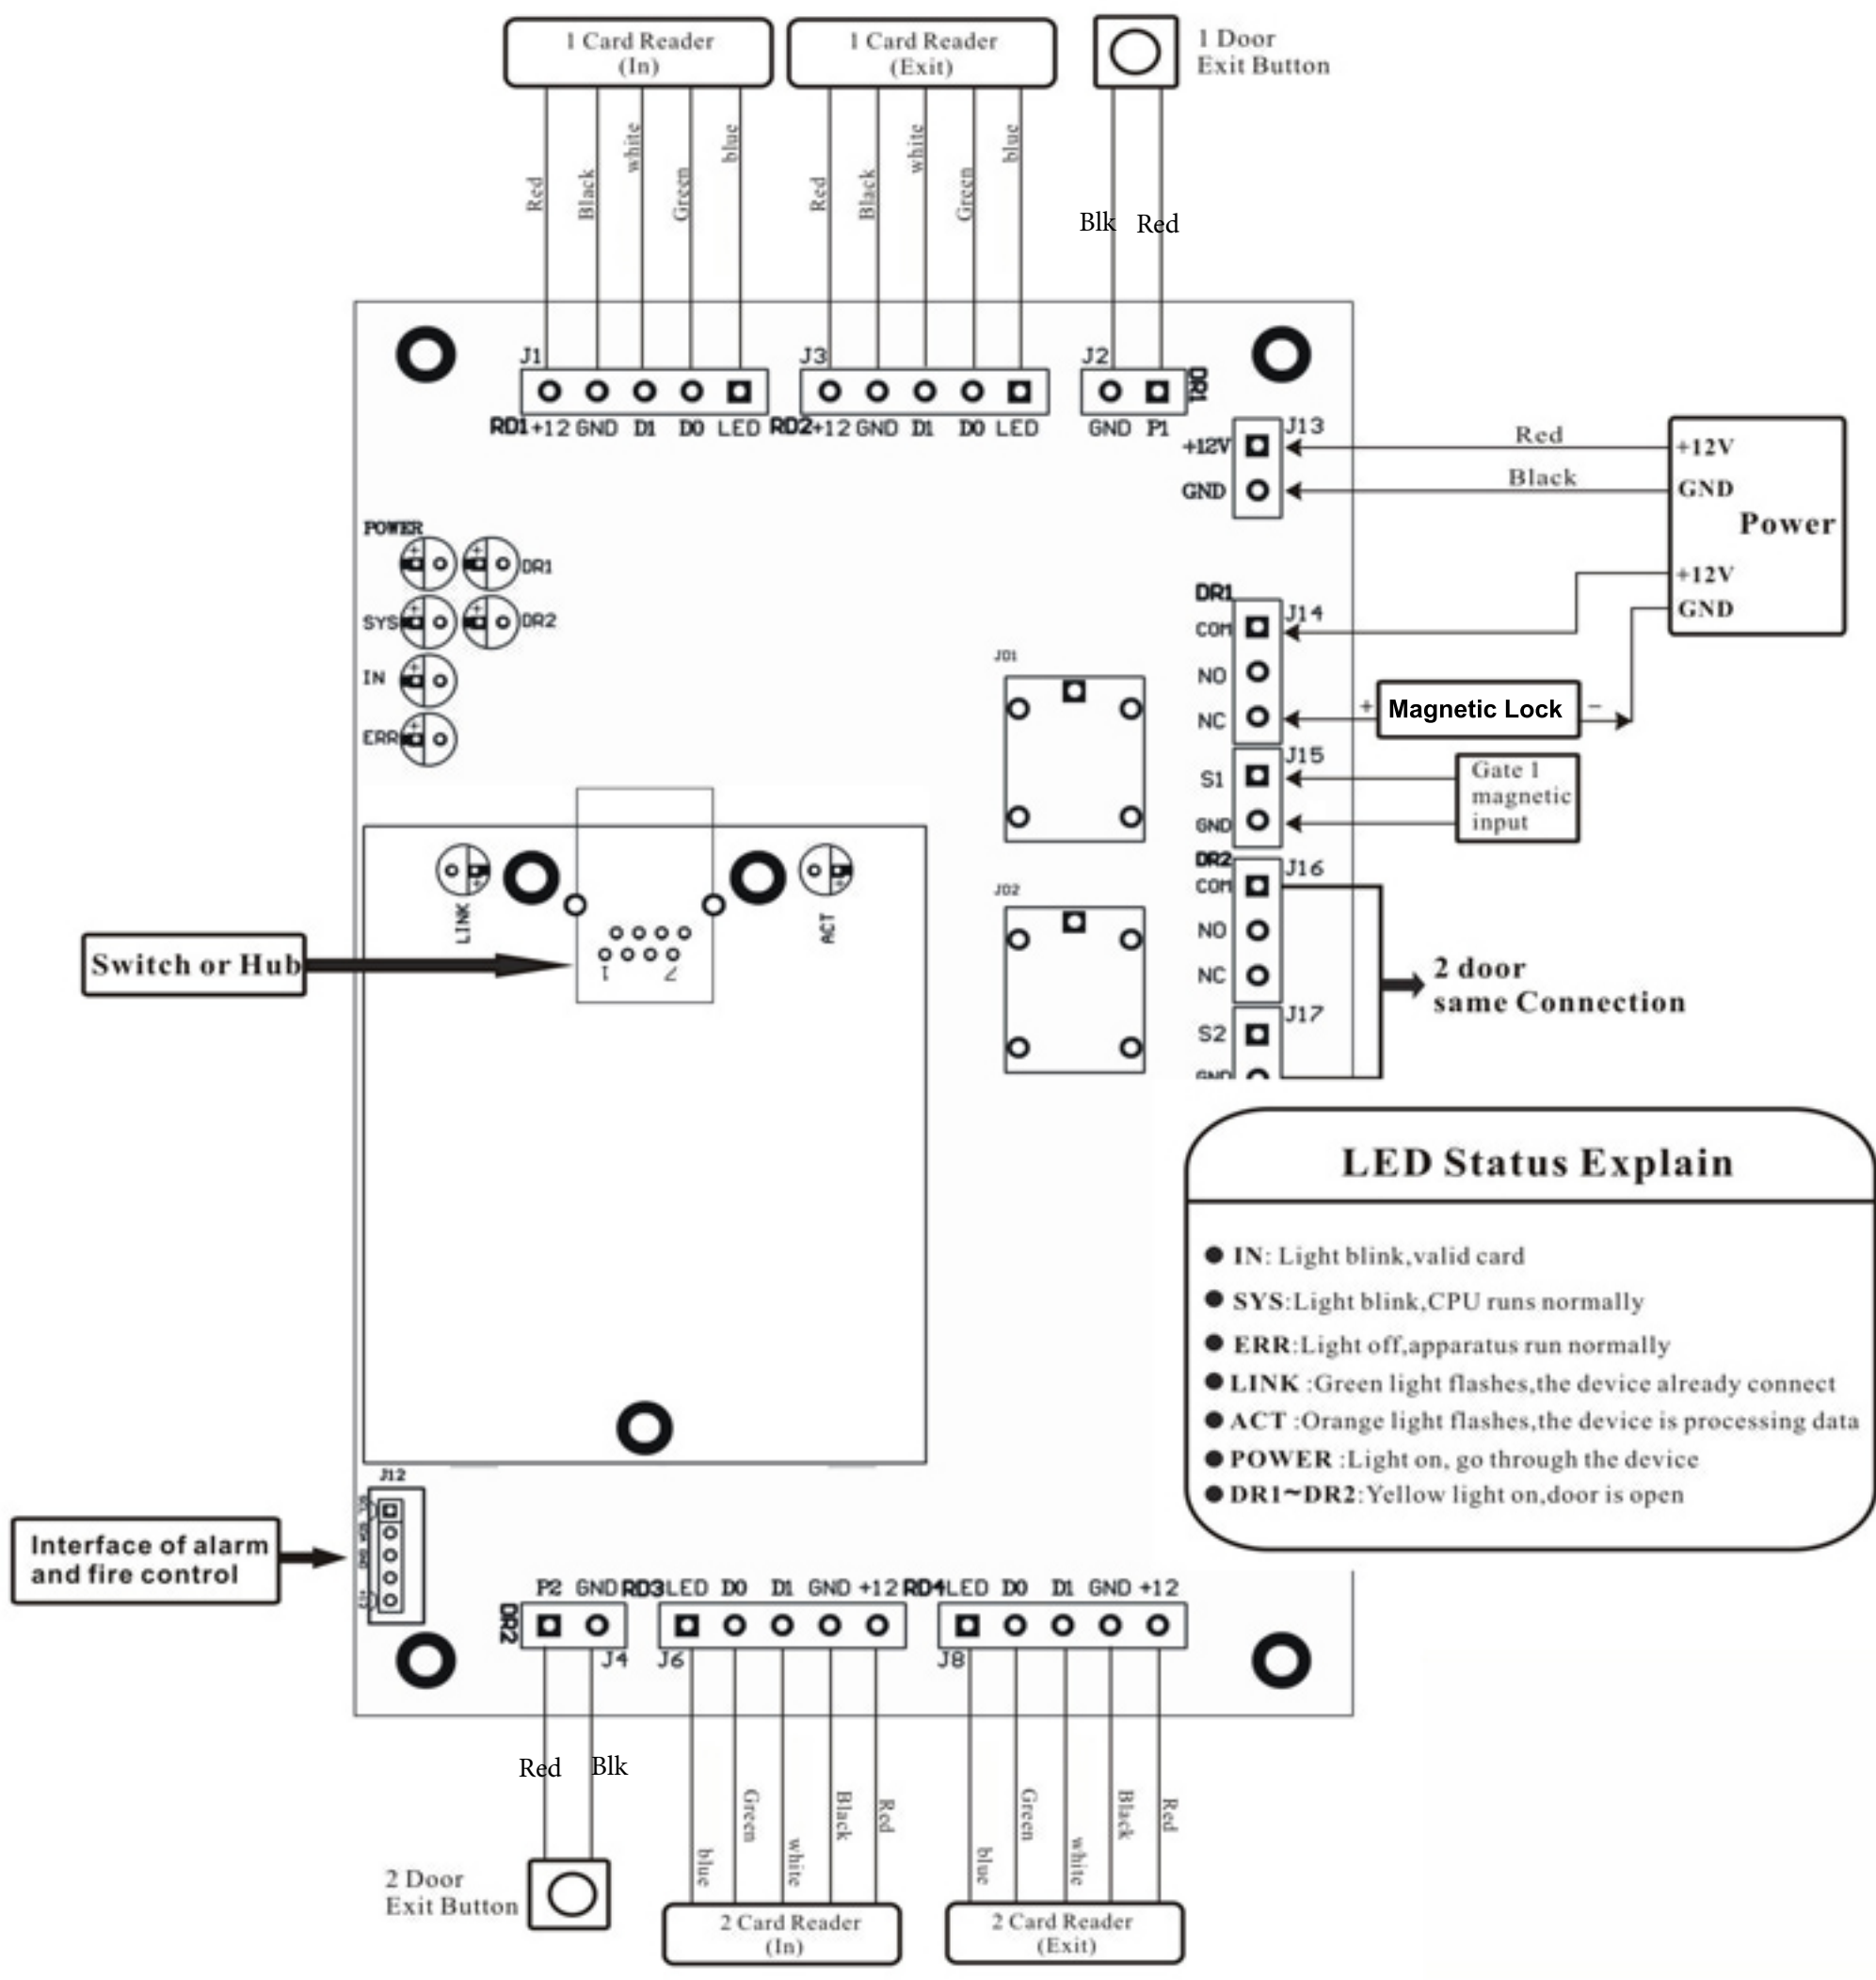 1 Card Reader
(In)
1 Card Reader
(Exit)
1 Door
Exit Button
Red
Black
white
Green
blue
Red
Black
white
Green
blue
Blk
Red
J1
J3
J2
DR1
RD1 +12 GND D1 D0 LED
RD2 +12 GND D1 D0 LED
GND P1
J13
+12V
GND
Red
Black
+12V
GND
Power
+12V
GND
POWER
DR1
SYS
DR2
IN
ERR
DR1
J14
COM
NO
NC
+
Magnetic Lock
−
JD1
J15
S1
GND
Gate 1
magnetic
input
DR2
J16
COM
NO
NC
JD2
J17
S2
GND
2 door
same Connection
LINK
ACT
1 7
Switch or Hub
LED Status Explain
● IN: Light blink,valid card
● SYS:Light blink,CPU runs normally
● ERR:Light off,apparatus run normally
● LINK :Green light flashes,the device already connect
● ACT :Orange light flashes,the device is processing data
● POWER :Light on, go through the device
● DR1~DR2:Yellow light on,door is open
J12
Interface of alarm
and fire control
P2 GND
RD3 LED D0 D1 GND +12
RD4 LED D0 D1 GND +12
DR2
J4
J6
J8
Red
Blk
blue
Green
white
Black
Red
blue
Green
white
Black
Red
2 Door
Exit Button
2 Card Reader
(In)
2 Card Reader
(Exit)